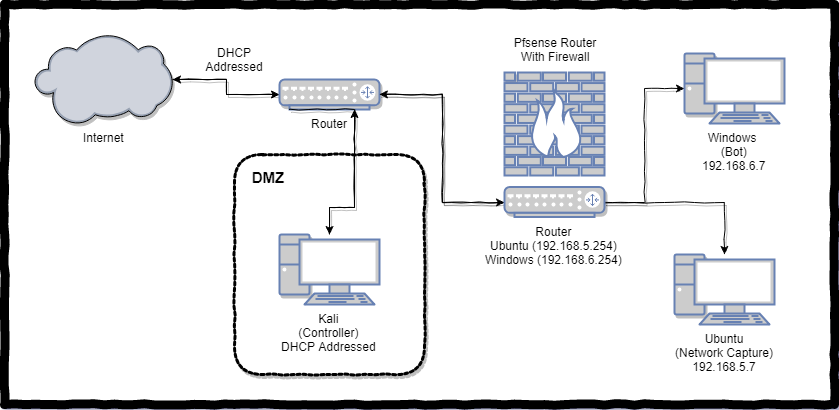 DHCP
Addressed
Internet
Router
Pfsense Router
With Firewall
Windows
(Bot)
192.168.6.7
DMZ
Router
Ubuntu (192.168.5.254)
Windows (192.168.6.254)
Kali
(Controller)
DHCP Addressed
Ubuntu
(Network Capture)
192.168.5.7